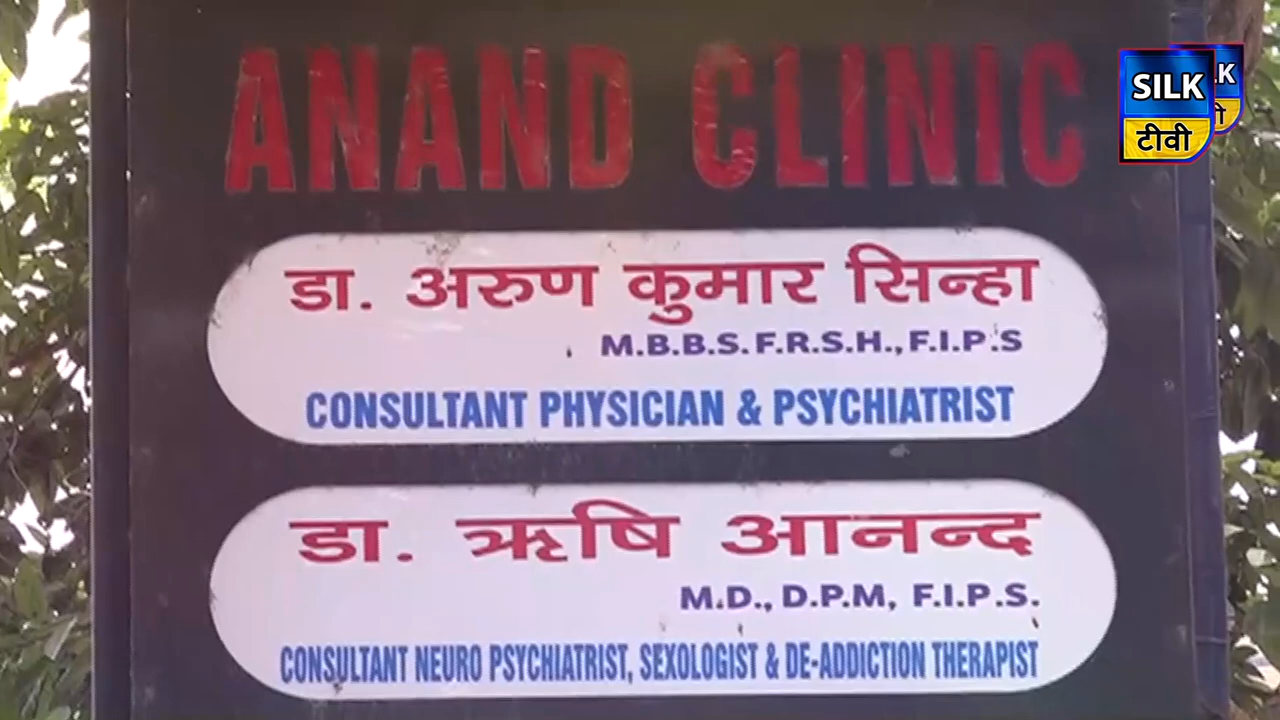 ANAND CLINIC
SILK
टीवी
डा. अरुण कुमार सिन्हा
M.B.B.S. F.R.S.H., F.I.P.S
CONSULTANT PHYSICIAN & PSYCHIATRIST
डा. ऋषि आनन्द
M.D., D.P.M, F.I.P.S.
CONSULTANT NEURO PSYCHIATRIST, SEXOLOGIST & DE-ADDICTION THERAPIST